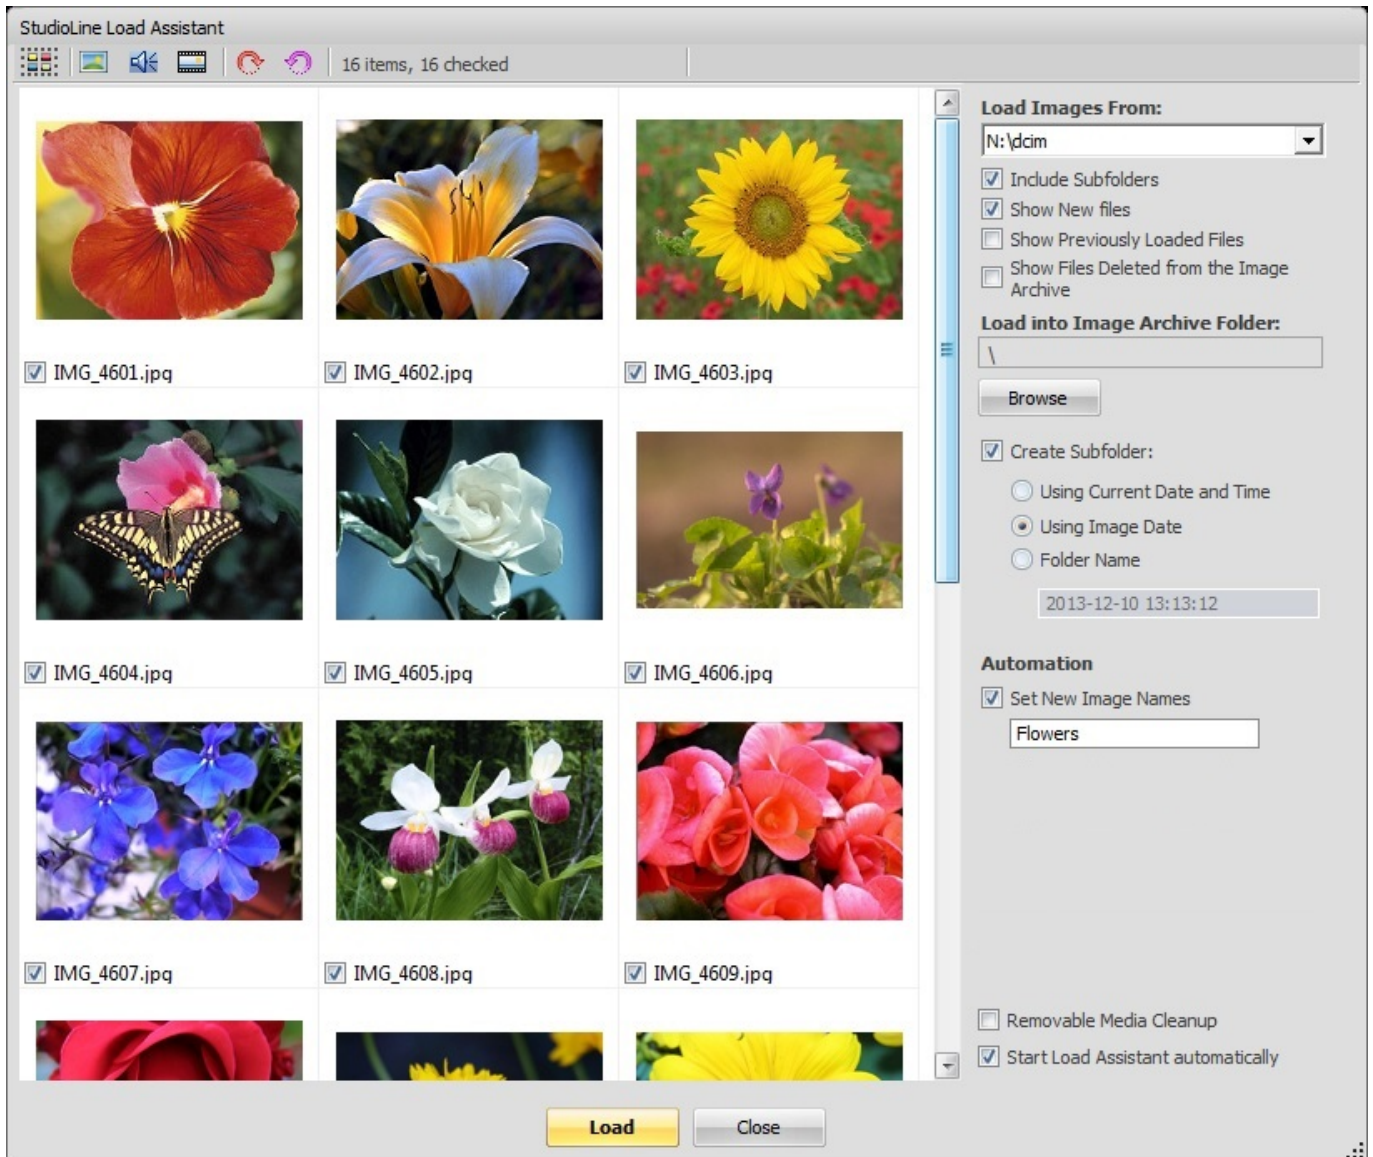 StudioLine Load Assistant
16 items, 16 checked
IMG_4601.jpg
IMG_4602.jpg
IMG_4603.jpg
IMG_4604.jpg
IMG_4605.jpg
IMG_4606.jpg
IMG_4607.jpg
IMG_4608.jpg
IMG_4609.jpg
Load Images From:
N:\dcim
Include Subfolders
Show New files
Show Previously Loaded Files
Show Files Deleted from the Image
Archive
Load into Image Archive Folder:
\
Browse
Create Subfolder:
Using Current Date and Time
Using Image Date
Folder Name
2013-12-10 13:13:12
Automation
Set New Image Names
Flowers
Removable Media Cleanup
Start Load Assistant automatically
Load
Close